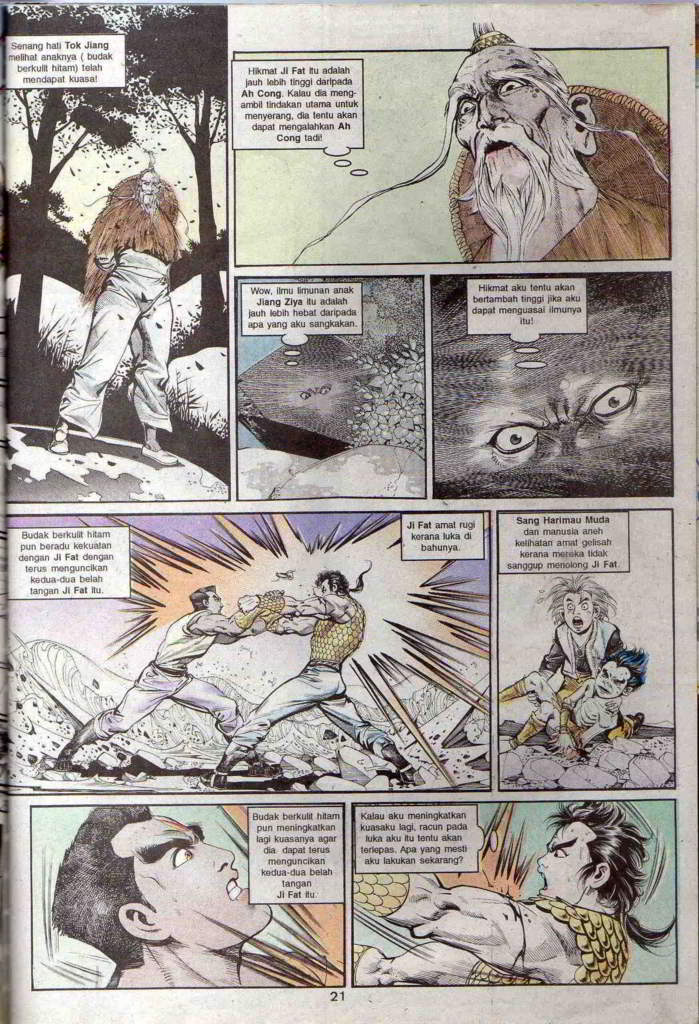 Senang hati Tok Jiang
melihat anaknya ( budak
berkulit hitam) telah
mendapat kuasa!
Hikmat Ji Fat itu adalah
jauh lebih tinggi daripada
Ah Cong. Kalau dia meng-
ambil tindakan utama untuk
menyerang, dia tentu akan
dapat mengalahkan Ah
Cong tadi!
Wow, ilmu limunan anak
Jiang Ziya itu adalah
jauh lebih hebat daripada
apa yang aku sangkakan.
Hikmat aku tentu akan
bertambah tinggi jika aku
dapat menguasai ilmunya
itu!
Budak berkulit hitam
pun beradu kekuatan
dengan Ji Fat dengan
terus menguncikan
kedua-dua belah
tangan Ji Fat itu.
Ji Fat amat rugi
kerana luka di
bahunya.
Sang Harimau Muda
dan manusia aneh
kelihatan amat gelisah
kerana mereka tidak
sanggup menolong Ji Fat.
Budak berkulit hitam
pun meningkatkan
lagi kuasanya agar
dia dapat terus
menguncikan
kedua-dua belah
tangan
Ji Fat itu.
Kalau aku meningkatkan
kuasaku lagi, racun pada
luka aku itu tentu akan
terlepas. Apa yang mesti
aku lakukan sekarang?
21